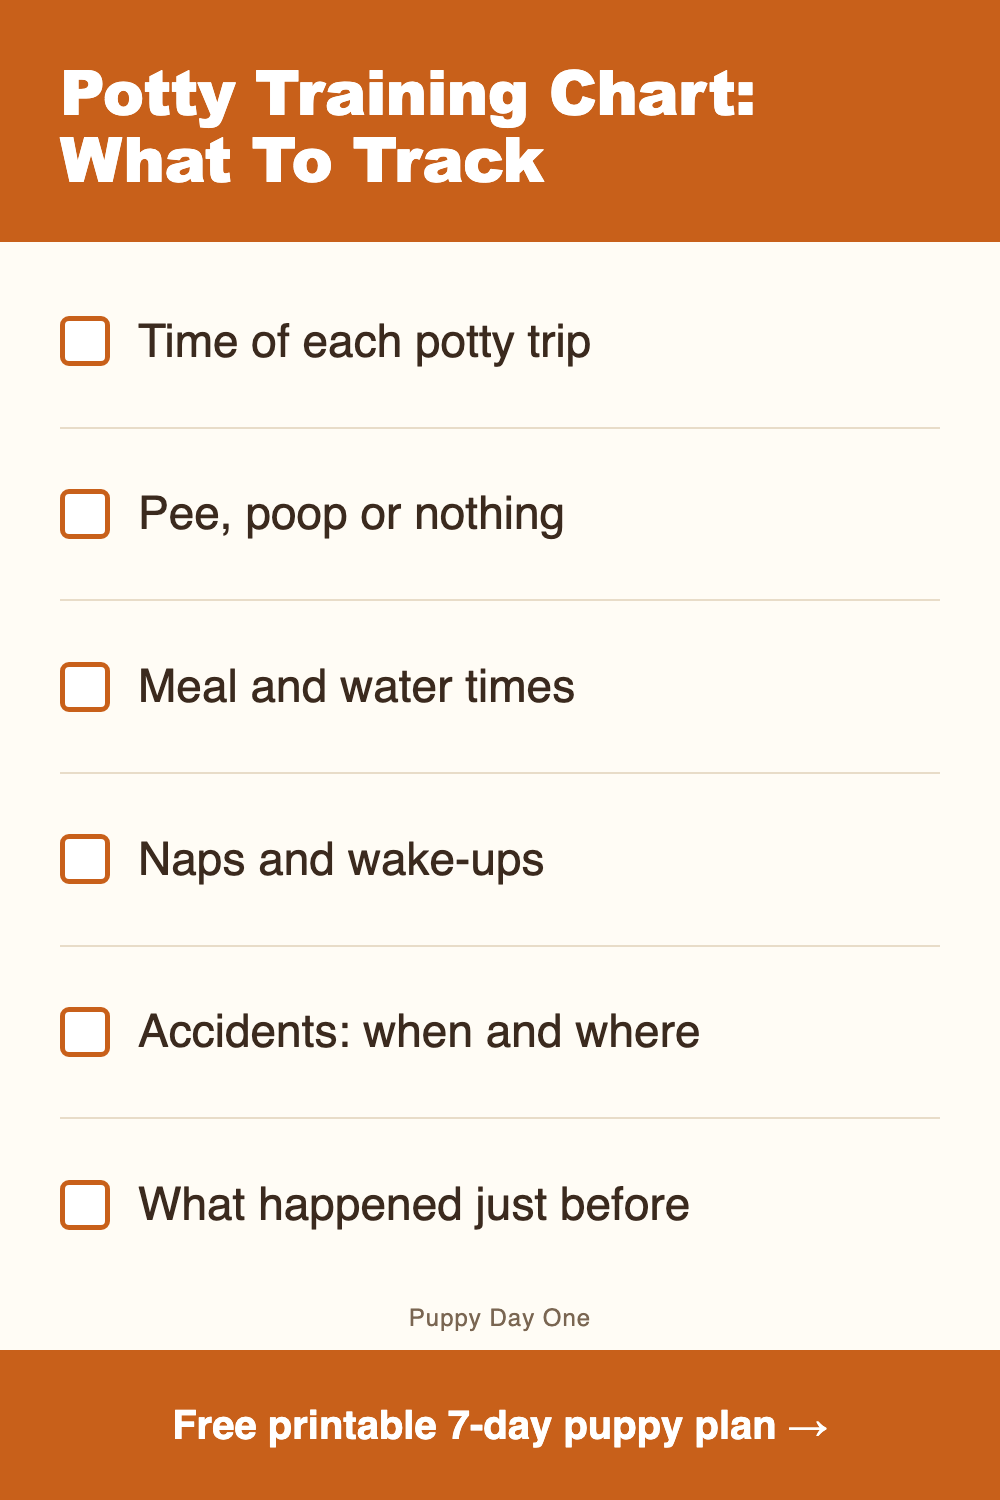 Potty Training Chart:
What To Track
Time of each potty trip
Pee, poop or nothing
Meal and water times
Naps and wake-ups
Accidents: when and where
What happened just before
Puppy Day One
Free printable 7-day puppy plan →